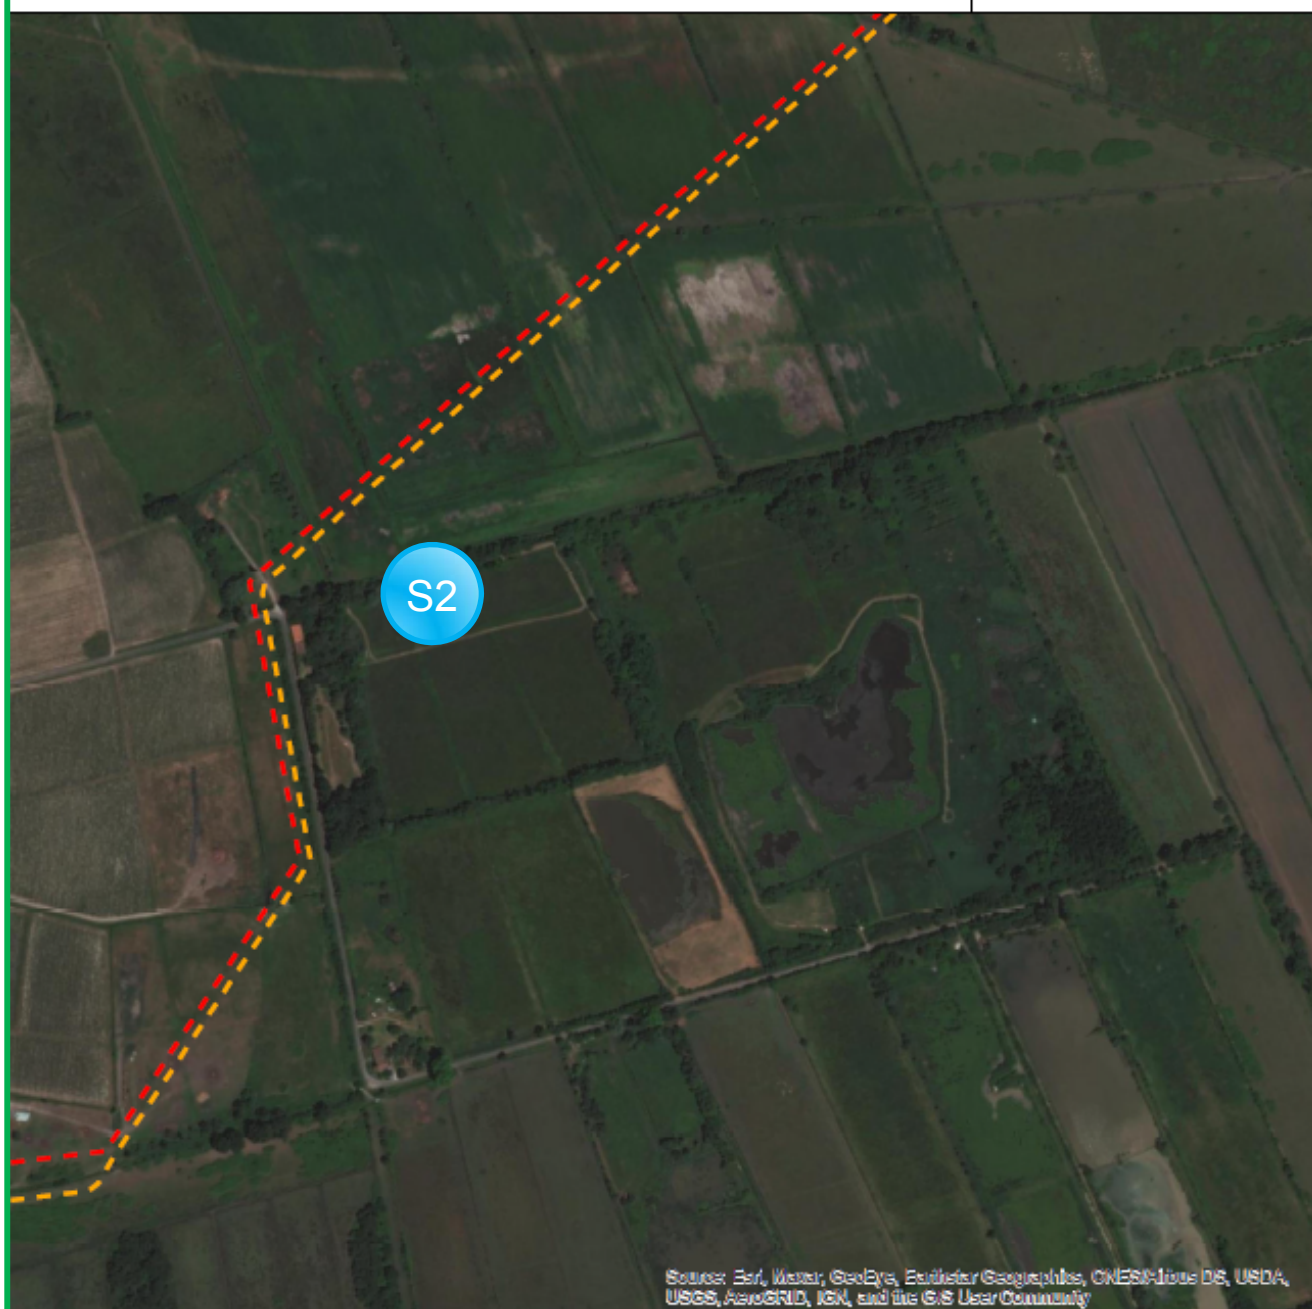 S2
Source: Esri, Maxar, GeoEye, Earthstar Geographics, CNES/Airbus DS, USDA,
USGS, AeroGRID, IGN, and the GIS User Community